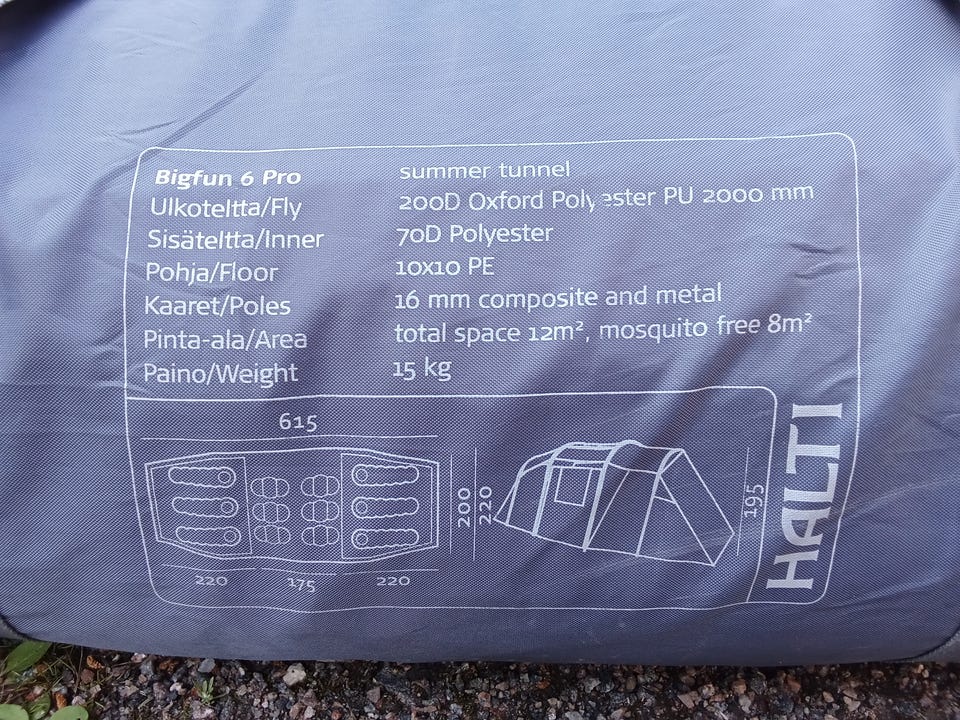 Bigfun 6 Pro summer tunnel
Ulkoteltta/Fly 200D Oxford Polyester PU 2000 mm
Sisäteltta/Inner 70D Polyester
Pohja/Floor 10x10 PE
Kaaret/Poles 16 mm composite and metal
Pinta-ala/Area total space 12m², mosquito free 8m²
Paino/Weight 15 kg
615
200
220
195
220 175 220
HALTI